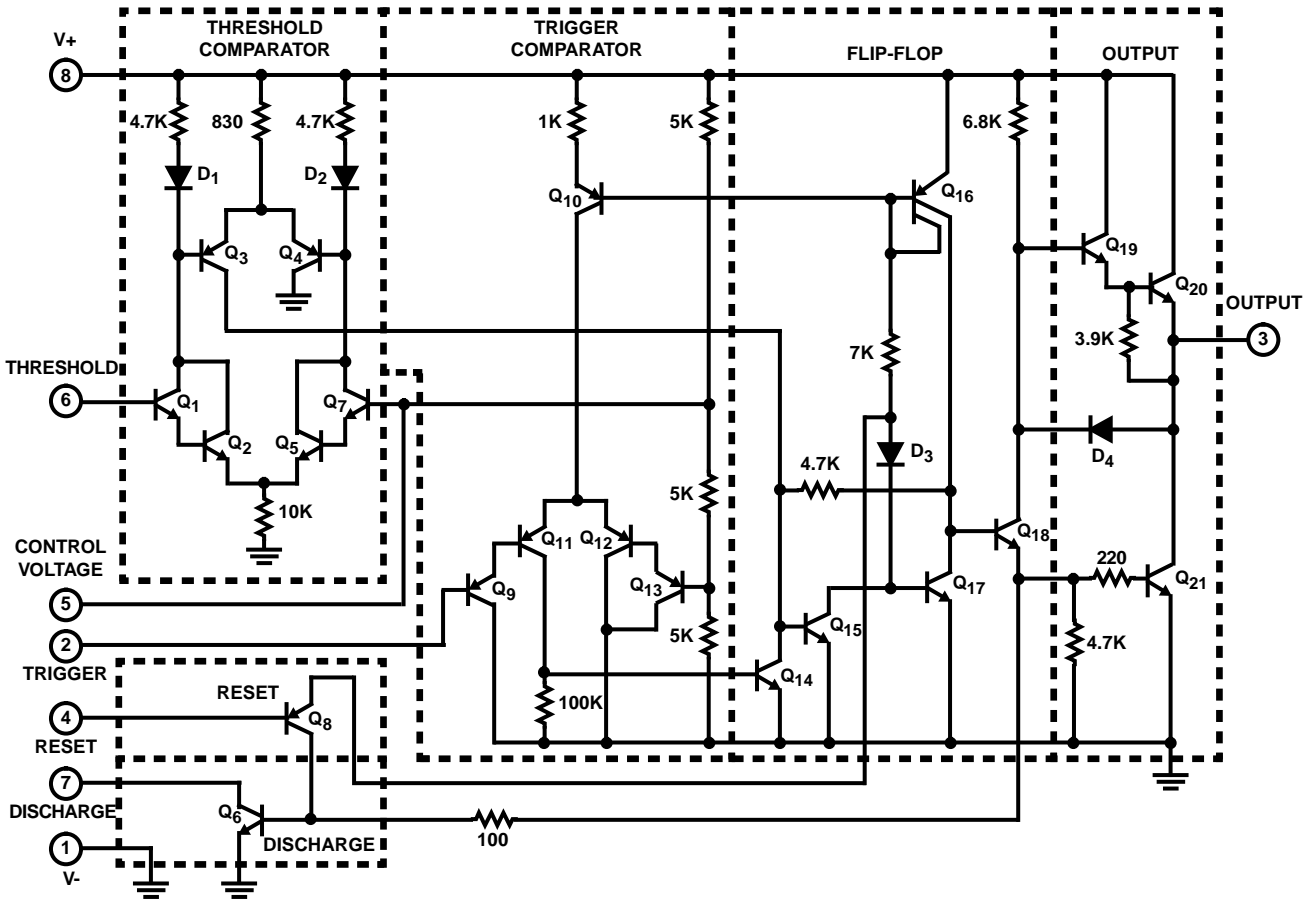 THRESHOLD
COMPARATOR
TRIGGER
COMPARATOR
FLIP-FLOP
OUTPUT
V+
8
4.7K
830
4.7K
1K
5K
6.8K
D1
D2
Q10
Q16
Q3
Q4
Q19
Q20
OUTPUT
3
3.9K
7K
THRESHOLD
6
Q1
Q7
Q2
Q5
D3
D4
4.7K
5K
10K
Q11
Q12
Q18
CONTROL
VOLTAGE
5
220
Q9
Q13
Q17
Q21
2
TRIGGER
5K
Q15
4.7K
Q14
RESET
100K
4
RESET
Q8
7
DISCHARGE
Q6
DISCHARGE
100
1
V-